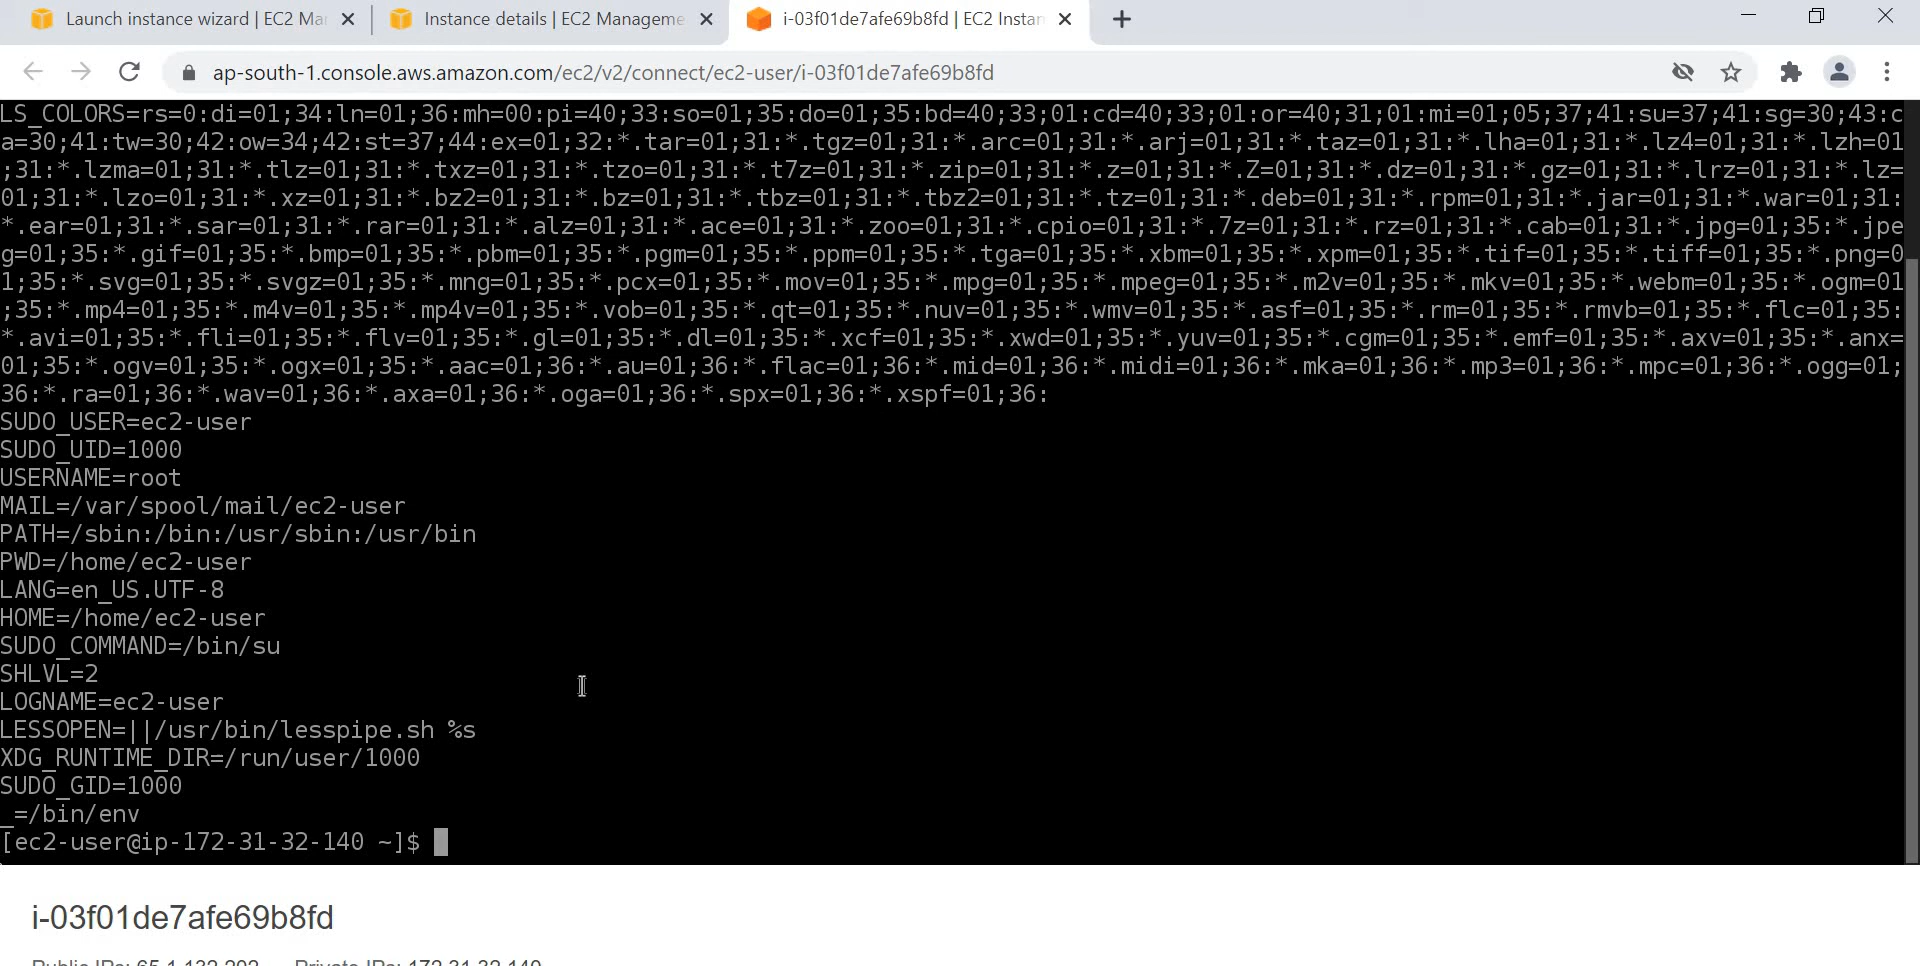 Launch instance wizard | EC2 Ma
Instance details | EC2 Manageme
i-03f01de7afe69b8fd | EC2 Instan
ap-south-1.console.aws.amazon.com/ec2/v2/connect/ec2-user/i-03f01de7afe69b8fd
LS_COLORS=rs=0:di=01;34:ln=01;36:mh=00:pi=40;33:so=01;35:do=01;35:bd=40;33;01:cd=40;33;01:or=40;31;01:mi=01;05;37;41:su=37;41:sg=30;43:c
a=30;41:tw=30;42:ow=34;42:st=37;44:ex=01;32:*.tar=01;31:*.tgz=01;31:*.arc=01;31:*.arj=01;31:*.taz=01;31:*.lha=01;31:*.lz4=01;31:*.lzh=01
;31:*.lzma=01;31:*.tlz=01;31:*.txz=01;31:*.tzo=01;31:*.t7z=01;31:*.zip=01;31:*.z=01;31:*.Z=01;31:*.dz=01;31:*.gz=01;31:*.lrz=01;31:*.lz=
01;31:*.lzo=01;31:*.xz=01;31:*.bz2=01;31:*.bz=01;31:*.tbz=01;31:*.tbz2=01;31:*.tz=01;31:*.deb=01;31:*.rpm=01;31:*.jar=01;31:*.war=01;31:
*.ear=01;31:*.sar=01;31:*.rar=01;31:*.alz=01;31:*.ace=01;31:*.zoo=01;31:*.cpio=01;31:*.7z=01;31:*.rz=01;31:*.cab=01;31:*.jpg=01;35:*.jpe
g=01;35:*.gif=01;35:*.bmp=01;35:*.pbm=01;35:*.pgm=01;35:*.ppm=01;35:*.tga=01;35:*.xbm=01;35:*.xpm=01;35:*.tif=01;35:*.tiff=01;35:*.png=0
1;35:*.svg=01;35:*.svgz=01;35:*.mng=01;35:*.pcx=01;35:*.mov=01;35:*.mpg=01;35:*.mpeg=01;35:*.m2v=01;35:*.mkv=01;35:*.webm=01;35:*.ogm=01
;35:*.mp4=01;35:*.m4v=01;35:*.mp4v=01;35:*.vob=01;35:*.qt=01;35:*.nuv=01;35:*.wmv=01;35:*.asf=01;35:*.rm=01;35:*.rmvb=01;35:*.flc=01;35:
*.avi=01;35:*.fli=01;35:*.flv=01;35:*.gl=01;35:*.dl=01;35:*.xcf=01;35:*.xwd=01;35:*.yuv=01;35:*.cgm=01;35:*.emf=01;35:*.axv=01;35:*.anx=
01;35:*.ogv=01;35:*.ogx=01;35:*.aac=01;36:*.au=01;36:*.flac=01;36:*.mid=01;36:*.midi=01;36:*.mka=01;36:*.mp3=01;36:*.mpc=01;36:*.ogg=01;
36:*.ra=01;36:*.wav=01;36:*.axa=01;36:*.oga=01;36:*.spx=01;36:*.xspf=01;36:
SUDO_USER=ec2-user
SUDO_UID=1000
USERNAME=root
MAIL=/var/spool/mail/ec2-user
PATH=/sbin:/bin:/usr/sbin:/usr/bin
PWD=/home/ec2-user
LANG=en_US.UTF-8
HOME=/home/ec2-user
SUDO_COMMAND=/bin/su
SHLVL=2
LOGNAME=ec2-user
LESSOPEN=||/usr/bin/lesspipe.sh %s
XDG_RUNTIME_DIR=/run/user/1000
SUDO_GID=1000
_=/bin/env
[ec2-user@ip-172-31-32-140 ~]$
i-03f01de7afe69b8fd
Public IPs: 65.1.132.202 Private IPs: 172.31.32.140